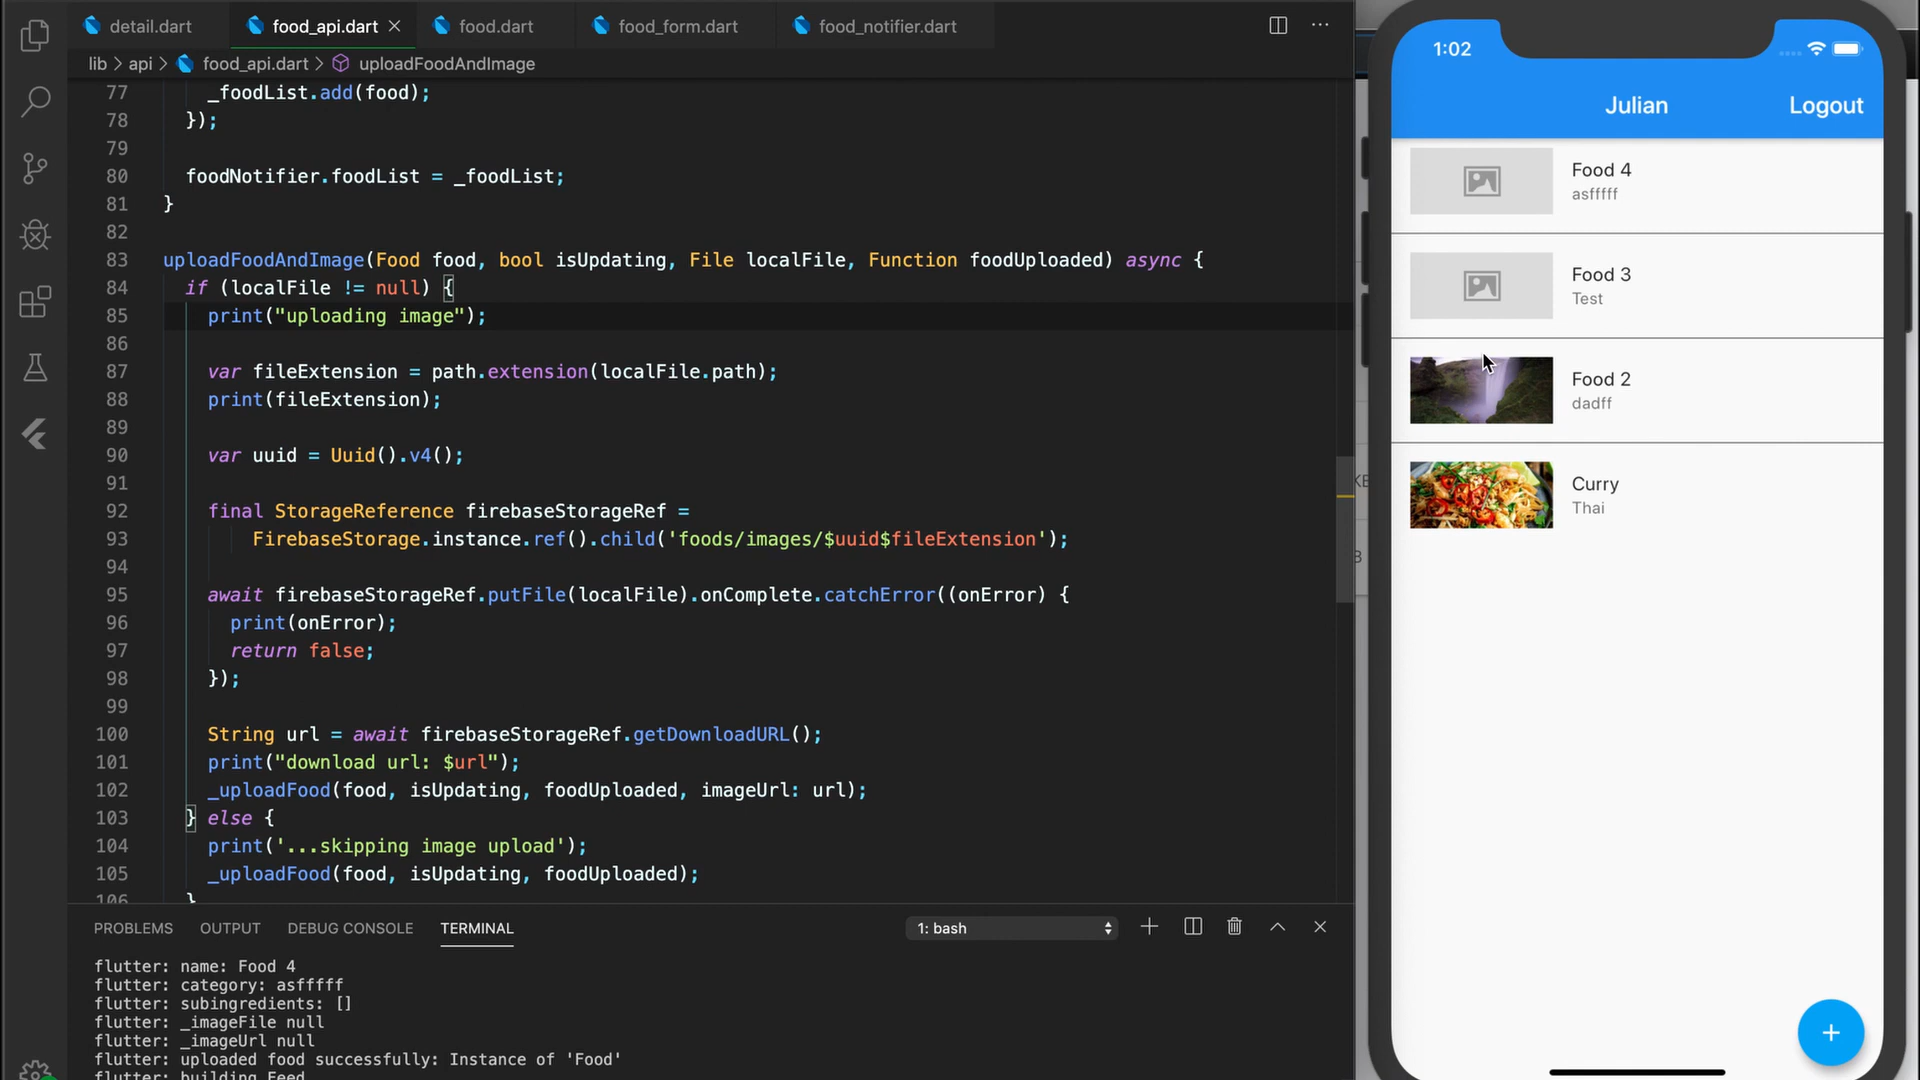 detail.dart
food_api.dart
food.dart
food_form.dart
food_notifier.dart
lib > api > food_api.dart > uploadFoodAndImage
77 _foodList.add(food);
78 });
79
80 foodNotifier.foodList = _foodList;
81 }
82
83 uploadFoodAndImage(Food food, bool isUpdating, File localFile, Function foodUploaded) async {
84 if (localFile != null) {
85 print("uploading image");
86
87 var fileExtension = path.extension(localFile.path);
88 print(fileExtension);
89
90 var uuid = Uuid().v4();
91
92 final StorageReference firebaseStorageRef =
93 FirebaseStorage.instance.ref().child('foods/images/$uuid$fileExtension');
94
95 await firebaseStorageRef.putFile(localFile).onComplete.catchError((onError) {
96 print(onError);
97 return false;
98 });
99
100 String url = await firebaseStorageRef.getDownloadURL();
101 print("download url: $url");
102 _uploadFood(food, isUpdating, foodUploaded, imageUrl: url);
103 } else {
104 print('...skipping image upload');
105 _uploadFood(food, isUpdating, foodUploaded);
106 }
PROBLEMS OUTPUT DEBUG CONSOLE TERMINAL
1: bash
flutter: name: Food 4
flutter: category: asfffff
flutter: subingredients: []
flutter: _imageFile null
flutter: _imageUrl null
flutter: uploaded food successfully: Instance of 'Food'
flutter: building Feed
1:02
Julian
Logout
Food 4
asfffff
Food 3
Test
Food 2
dadff
Curry
Thai
+